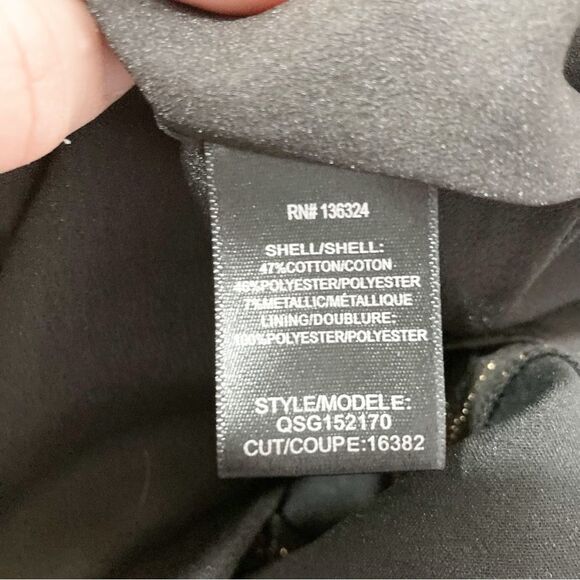 RN# 136324
SHELL/SHELL:
47%COTTON/COTON
46%POLYESTER/POLYESTER
7%METALLIC/MÉTALLIQUE
LINING/DOUBLURE:
100%POLYESTER/POLYESTER
STYLE/MODELE:
QSG152170
CUT/COUPE:16382